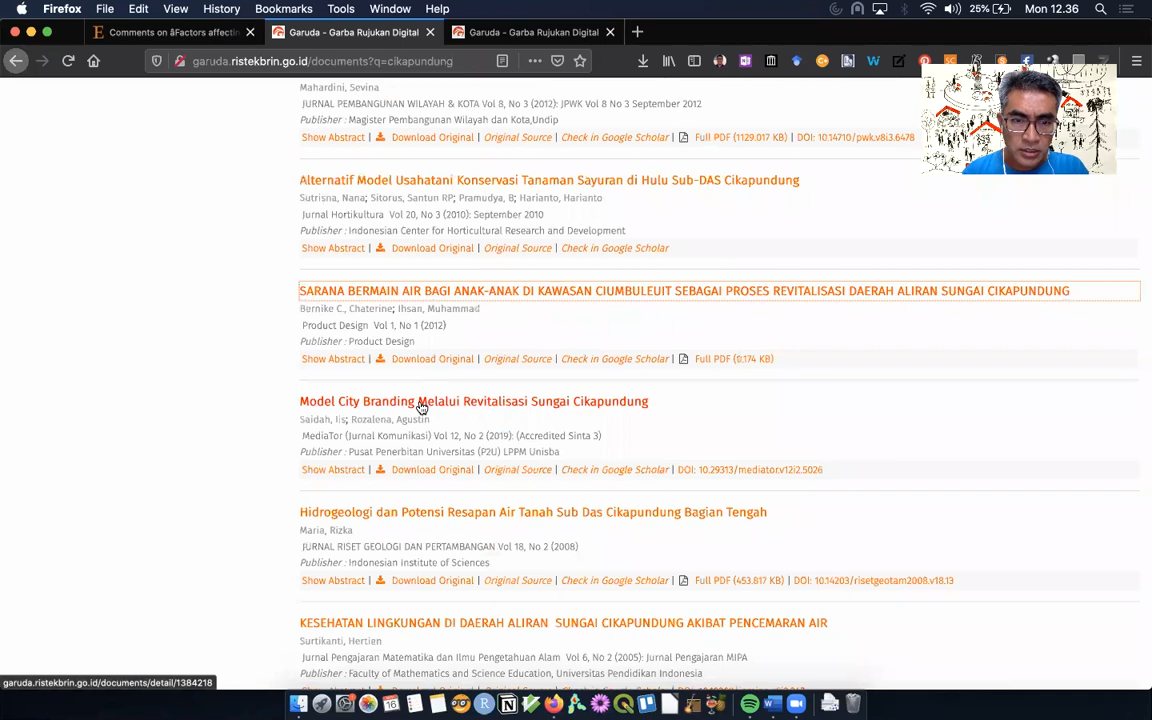 Firefox File Edit View History Bookmarks Tools Window Help 25% Mon 12.36
Comments on âFactors affectin
Garuda - Garba Rujukan Digital
Garuda - Garba Rujukan Digital
garuda.ristekbrin.go.id/documents?q=cikapundung
Mahardini, Sevina
JURNAL PEMBANGUNAN WILAYAH & KOTA Vol 8, No 3 (2012): JPWK Vol 8 No 3 September 2012
Publisher : Magister Pembangunan Wilayah dan Kota,Undip
Show Abstract | Download Original | Original Source | Check in Google Scholar | Full PDF (1129.017 KB) | DOI: 10.14710/pwk.v8i3.6478
Alternatif Model Usahatani Konservasi Tanaman Sayuran di Hulu Sub-DAS Cikapundung
Sutrisna, Nana; Sitorus, Santun RP; Pramudya, B; Harianto, Harianto
Jurnal Hortikultura Vol 20, No 3 (2010): September 2010
Publisher : Indonesian Center for Horticultural Research and Development
Show Abstract | Download Original | Original Source | Check in Google Scholar
SARANA BERMAIN AIR BAGI ANAK-ANAK DI KAWASAN CIUMBULEUIT SEBAGAI PROSES REVITALISASI DAERAH ALIRAN SUNGAI CIKAPUNDUNG
Bernike C., Chaterine; Ihsan, Muhammad
Product Design Vol 1, No 1 (2012)
Publisher : Product Design
Show Abstract | Download Original | Original Source | Check in Google Scholar | Full PDF (0.174 KB)
Model City Branding Melalui Revitalisasi Sungai Cikapundung
Saidah, Iis; Rozalena, Agustin
MediaTor (Jurnal Komunikasi) Vol 12, No 2 (2019): (Accredited Sinta 3)
Publisher : Pusat Penerbitan Universitas (P2U) LPPM Unisba
Show Abstract | Download Original | Original Source | Check in Google Scholar | DOI: 10.29313/mediator.v12i2.5026
Hidrogeologi dan Potensi Resapan Air Tanah Sub Das Cikapundung Bagian Tengah
Maria, Rizka
JURNAL RISET GEOLOGI DAN PERTAMBANGAN Vol 18, No 2 (2008)
Publisher : Indonesian Institute of Sciences
Show Abstract | Download Original | Original Source | Check in Google Scholar | Full PDF (453.817 KB) | DOI: 10.14203/risetgeotam2008.v18.13
KESEHATAN LINGKUNGAN DI DAERAH ALIRAN SUNGAI CIKAPUNDUNG AKIBAT PENCEMARAN AIR
Surtikanti, Hertien
Jurnal Pengajaran Matematika dan Ilmu Pengetahuan Alam Vol 6, No 2 (2005): Jurnal Pengajaran MIPA
Publisher : Faculty of Mathematics and Science Education, Universitas Pendidikan Indonesia
garuda.ristekbrin.go.id/documents/detail/1384218